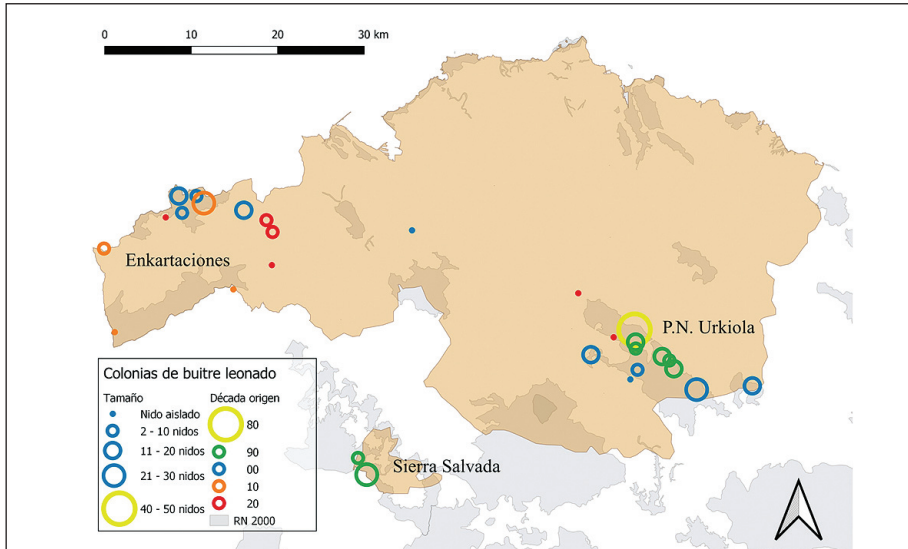 0 10 20 30 km
Enkartaciones
P.N. Urkiola
Sierra Salvada
Colonias de buitre leonado
Tamaño Década origen
Nido aislado 80
2 - 10 nidos 90
11 - 20 nidos 00
21 - 30 nidos 10
40 - 50 nidos 20
RN 2000